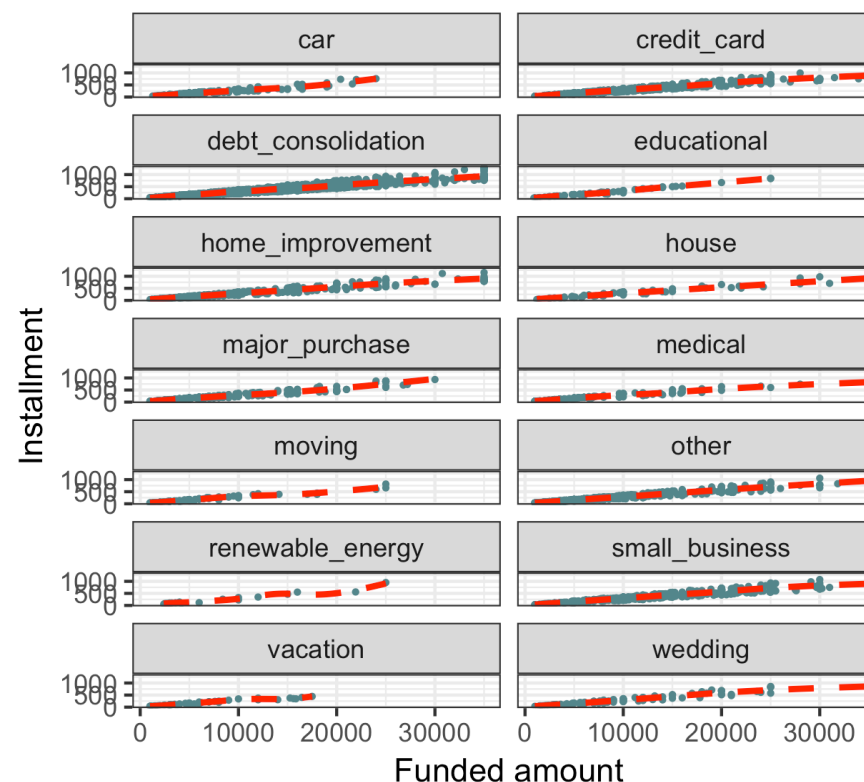 car credit_card
1000
500
0
debt_consolidation educational
1000
500
0
home_improvement house
1000
500
0
major_purchase medical
1000
500
0
moving other
1000
500
0
renewable_energy small_business
1000
500
0
vacation wedding
1000
500
0
0 10000 20000 30000 0 10000 20000 30000
Funded amount
Installment